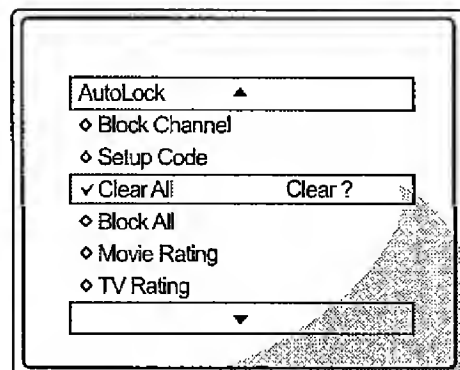 AutoLock ▲
◇ Block Channel
◇ Setup Code
✓ Clear All Clear ?
◇ Block All
◇ Movie Rating
◇ TV Rating
▼